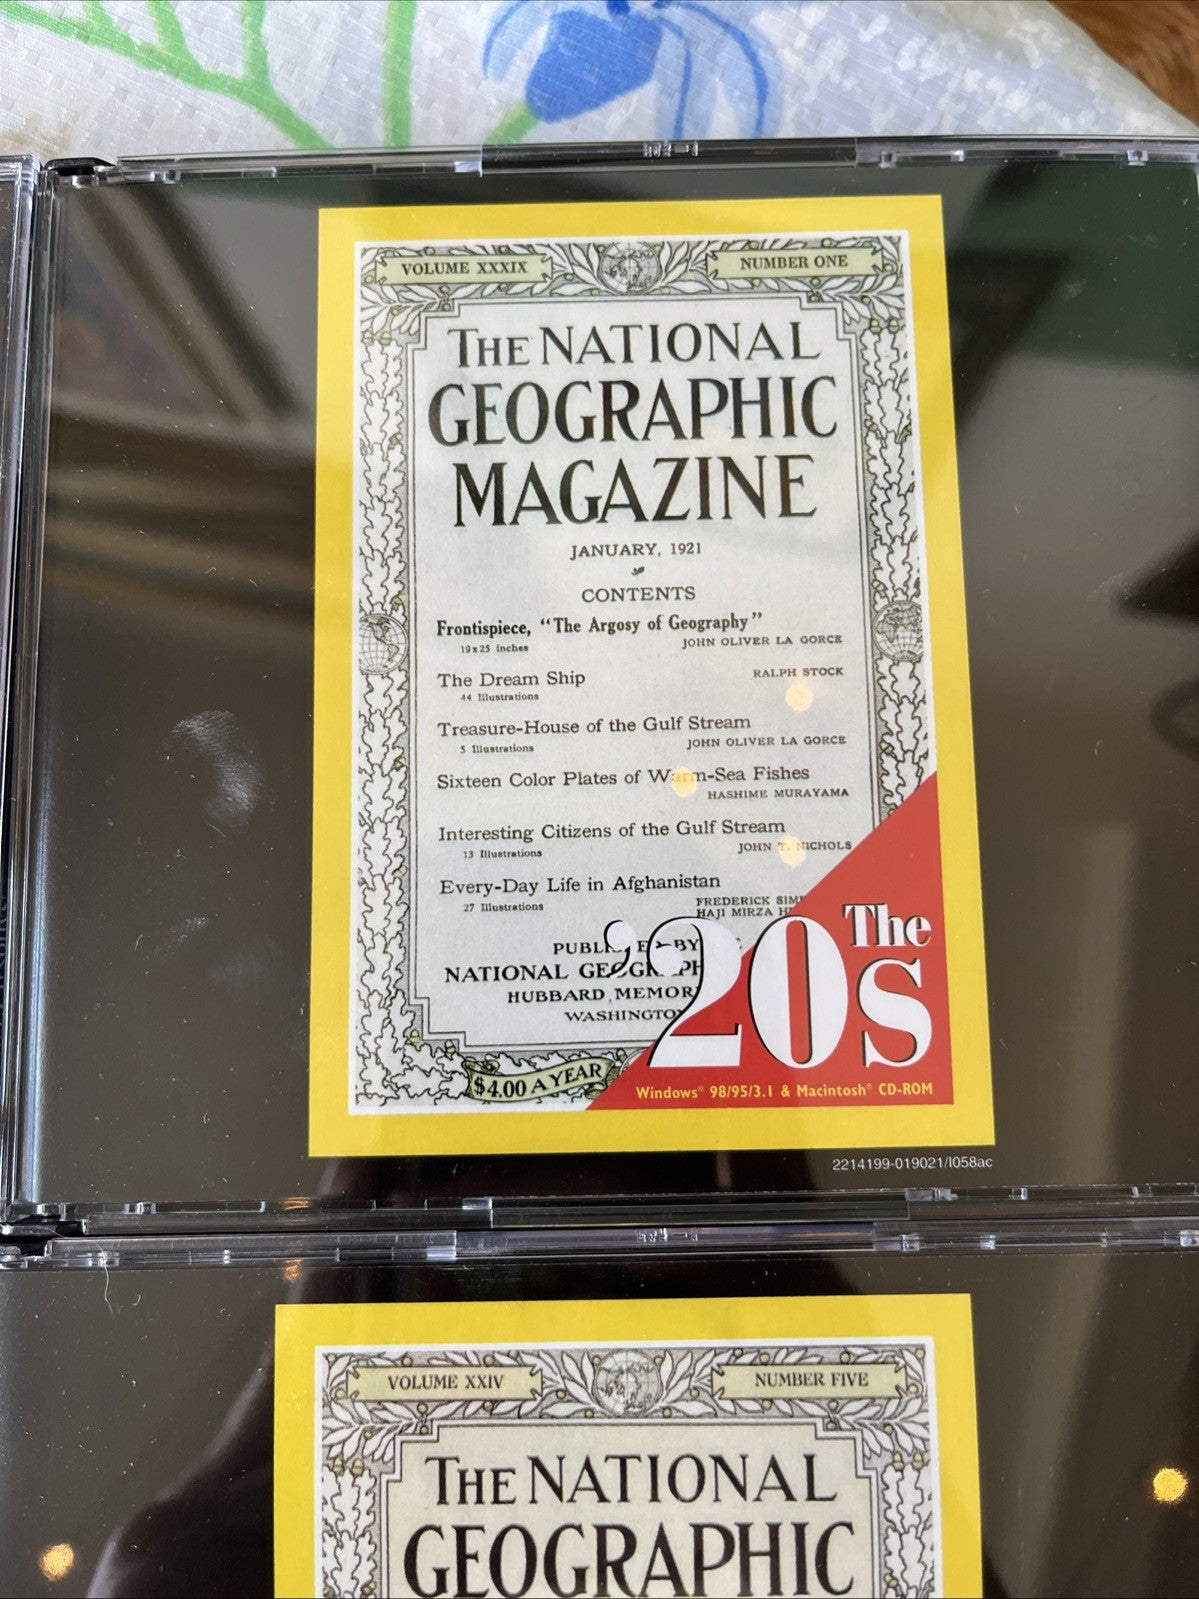 VOLUME XXXIX
NUMBER ONE
THE NATIONAL
GEOGRAPHIC
MAGAZINE
JANUARY, 1921
CONTENTS
Frontispiece, "The Argosy of Geography"
19x25 inches JOHN OLIVER LA GORCE
The Dream Ship RALPH STOCK
44 Illustrations
Treasure-House of the Gulf Stream
5 Illustrations JOHN OLIVER LA GORCE
Sixteen Color Plates of Warm-Sea Fishes
HASHIME MURAYAMA
Interesting Citizens of the Gulf Stream
13 Illustrations JOHN T. NICHOLS
Every-Day Life in Afghanistan
27 Illustrations FREDERICK
HAJI MIRZA
BY
NATIONAL
HUBBARD
WASHINGTON
$4.00 A YEAR
The
'20s
Windows® 98/95/3.1 & Macintosh® CD-ROM
2214199-019021/I058ac
VOLUME XXIV
NUMBER FIVE
THE NATIONAL
GEOGRAPHIC